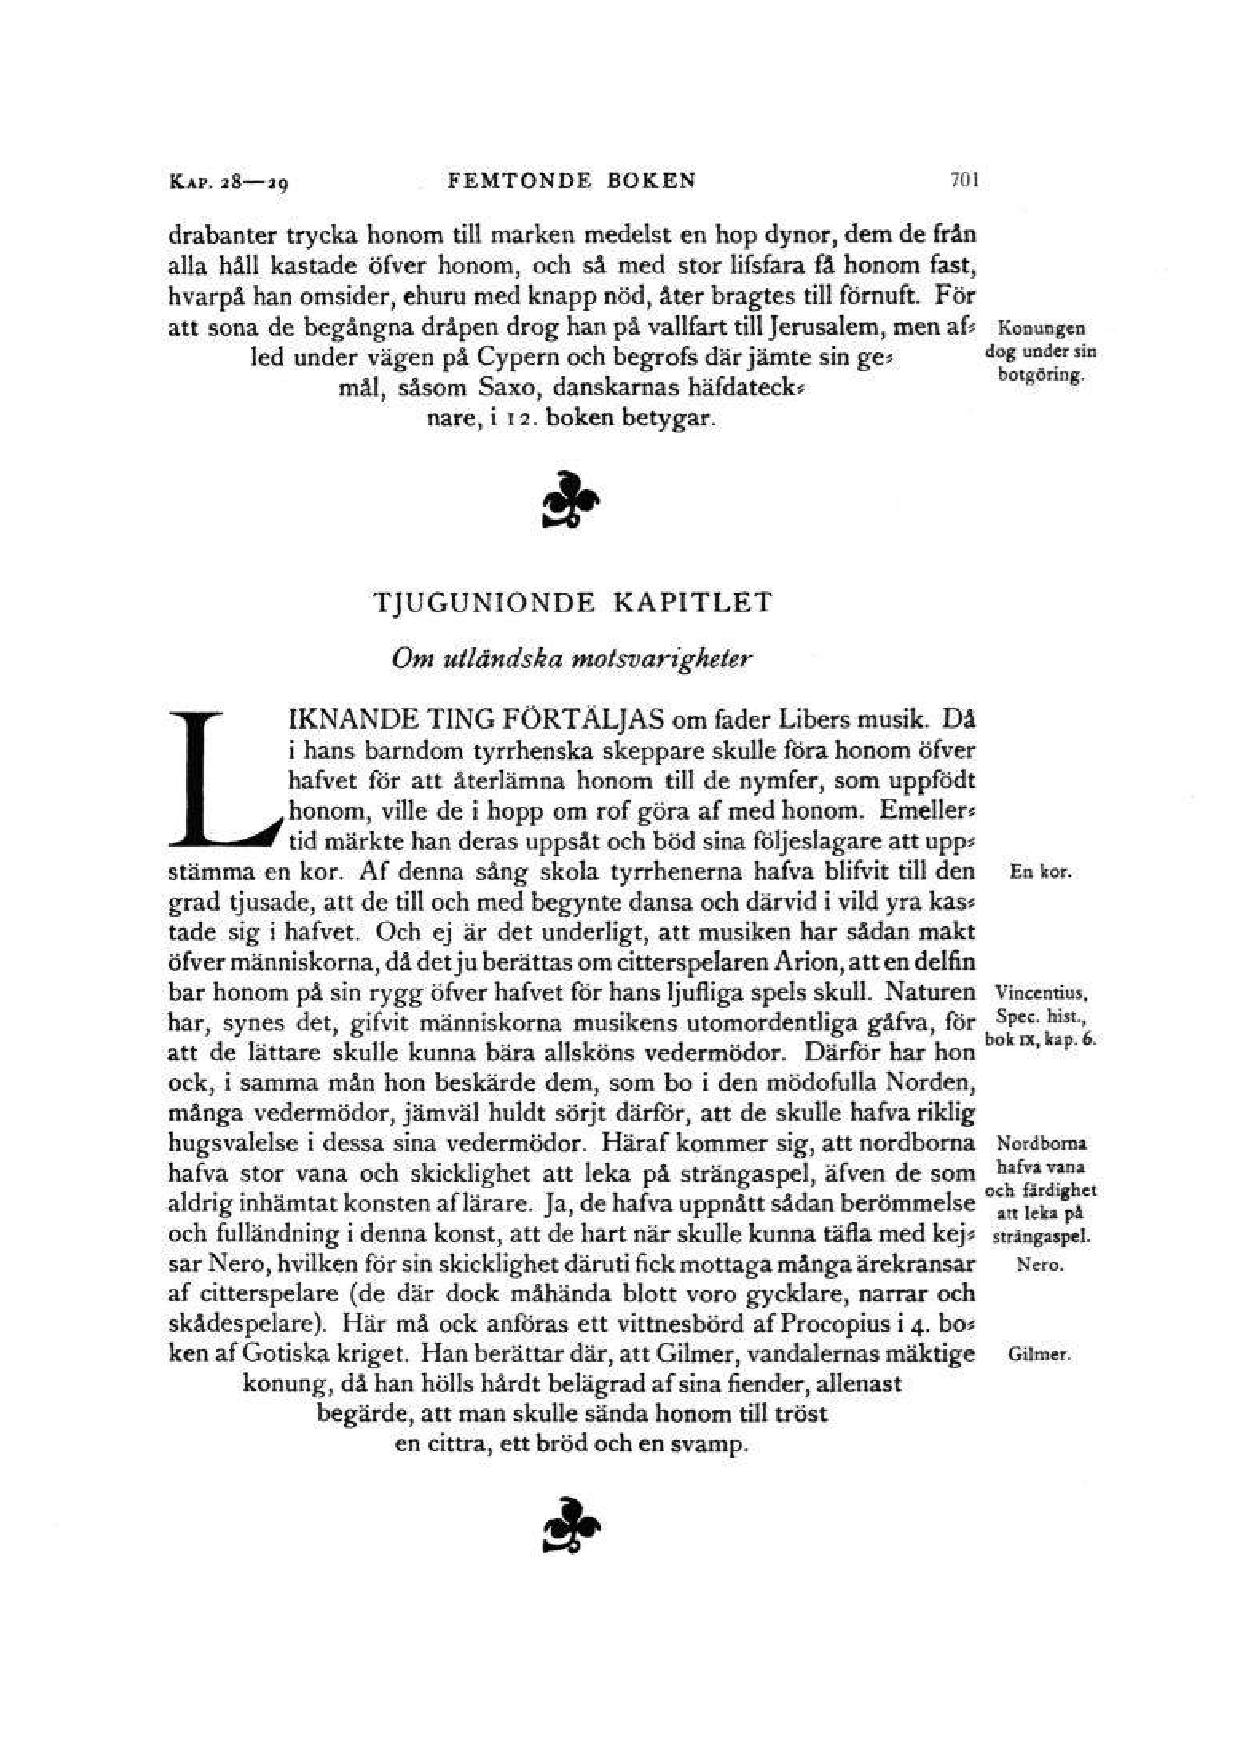 KAP. 28—29 FEMTONDE BOKEN 701
drabanter trycka honom till marken medelst en hop dynor, dem de från
alla håll kastade öfver honom, och så med stor lifsfara få honom fast,
hvarpå han omsider, ehuru med knapp nöd, åter bragtes till förnuft. För
att sona de begångna dråpen drog han på vallfart till Jerusalem, men af-
led under vägen på Cypern och begrofs där jämte sin ge-
mål, såsom Saxo, danskarnas häfdateck-
nare, i 12. boken betygar.
Konungen
dog under sin
botgöring.
TJUGUNIONDE KAPITLET
Om utländska motsvarigheter
LIKNANDE TING FÖRTÄLJAS om fader Libers musik. Då
i hans barndom tyrrhenska skeppare skulle föra honom öfver
hafvet för att återlämna honom till de nymfer, som uppfödt
honom, ville de i hopp om rof göra af med honom. Emeller-
tid märkte han deras uppsåt och böd sina följeslagare att upp-
stämma en kor. Af denna sång skola tyrrhenerna hafva blifvit till den
grad tjusade, att de till och med begynte dansa och därvid i vild yra kas-
tade sig i hafvet. Och ej är det underligt, att musiken har sådan makt
öfver människorna, då det ju berättas om citterspelaren Arion, att en delfin
bar honom på sin rygg öfver hafvet för hans ljufliga spels skull. Naturen
har, synes det, gifvit människorna musikens utomordentliga gåfva, för
att de lättare skulle kunna bära allsköns vedermödor. Därför har hon
ock, i samma mån hon beskärde dem, som bo i den mödofulla Norden,
många vedermödor, jämväl huldt sörjt därför, att de skulle hafva riklig
hugsvalelse i dessa sina vedermödor. Häraf kommer sig, att nordborna
hafva stor vana och skicklighet att leka på strängaspel, äfven de som
aldrig inhämtat konsten af lärare. Ja, de hafva uppnått sådan berömmelse
och fulländning i denna konst, att de hart när skulle kunna täfla med kej-
sar Nero, hvilken för sin skicklighet däruti fick mottaga många ärekransar
af citterspelare (de där dock måhända blott voro gycklare, narrar och
skådespelare). Här må ock anföras ett vittnesbörd af Procopius i 4. bo-
ken af Gotiska kriget. Han berättar där, att Gilmer, vandalernas mäktige
konung, då han hölls hårdt belägrad af sina fiender, allenast
begärde, att man skulle sända honom till tröst
en cittra, ett bröd och en svamp.
En kor.
Vincentius,
Spec. hist.,
bok IX, kap. 6.
Nordborna
hafva vana
och färdighet
att leka på
strängaspel.
Nero.
Gilmer.